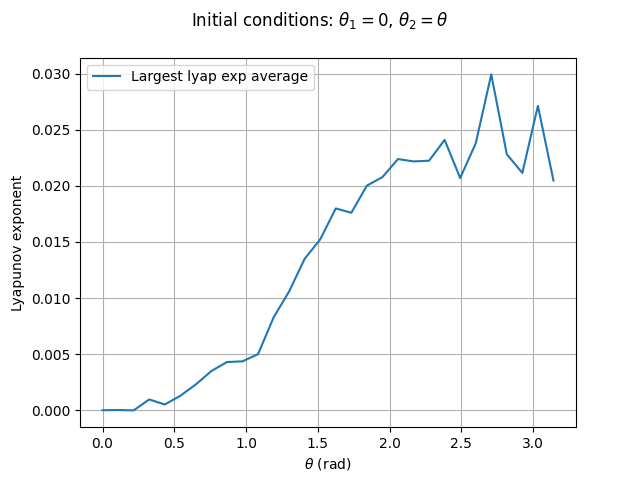 Initial conditions: θ₁ = 0, θ₂ = θ
Largest lyap exp average
Lyapunov exponent
0.030
0.025
0.020
0.015
0.010
0.005
0.000
0.0 0.5 1.0 1.5 2.0 2.5 3.0
θ (rad)